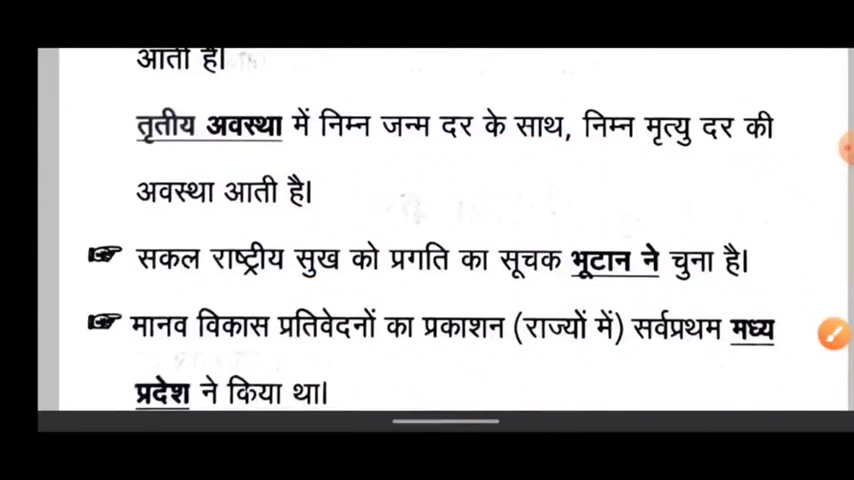 आती है।
तृतीय अवस्था में निम्न जन्म दर के साथ, निम्न मृत्यु दर की
अवस्था आती है।
☞ सकल राष्ट्रीय सुख को प्रगति का सूचक भूटान ने चुना है।
☞ मानव विकास प्रतिवेदनों का प्रकाशन (राज्यों में) सर्वप्रथम मध्य
प्रदेश ने किया था।